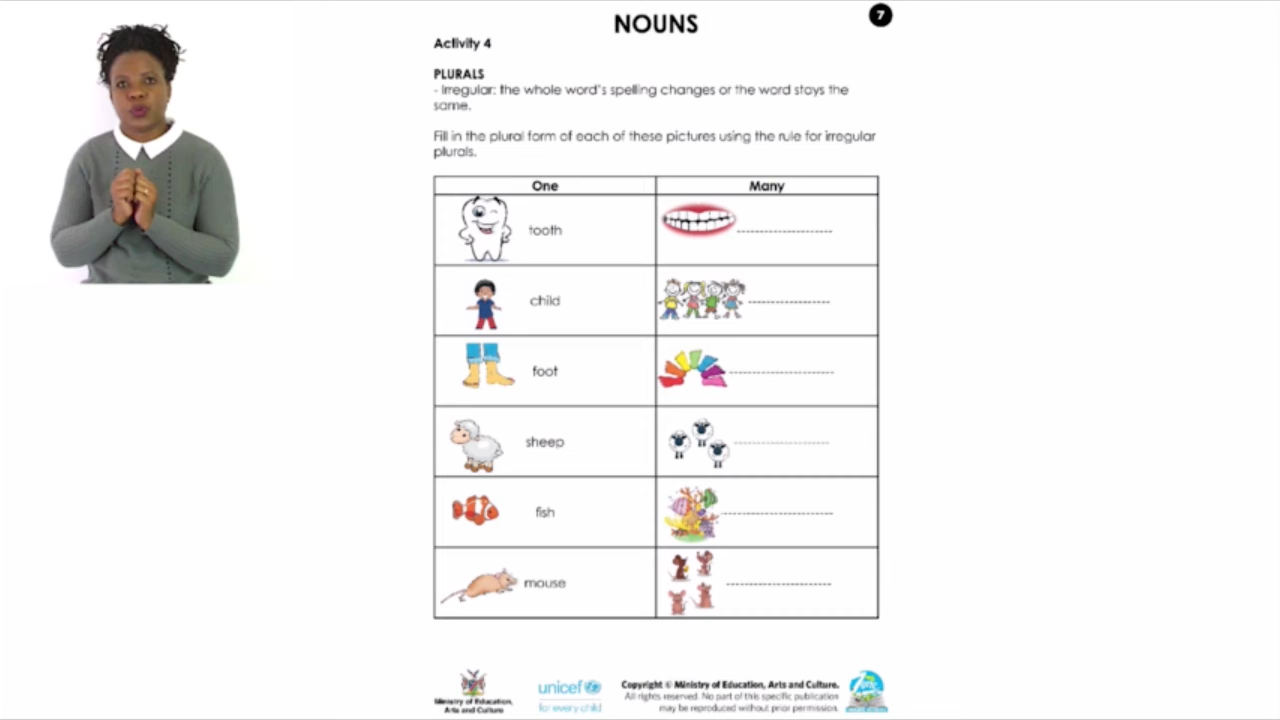 NOUNS
7
Activity 4
PLURALS
- Irregular: the whole word's spelling changes or the word stays the
same.
Fill in the plural form of each of these pictures using the rule for irregular
plurals.
One Many
tooth
child
foot
sheep
fish
mouse
Ministry of Education,
Arts and Culture
unicef
for every child
Copyright © Ministry of Education, Arts and Culture.
All rights reserved. No part of this specific publication
may be reproduced without prior permission.